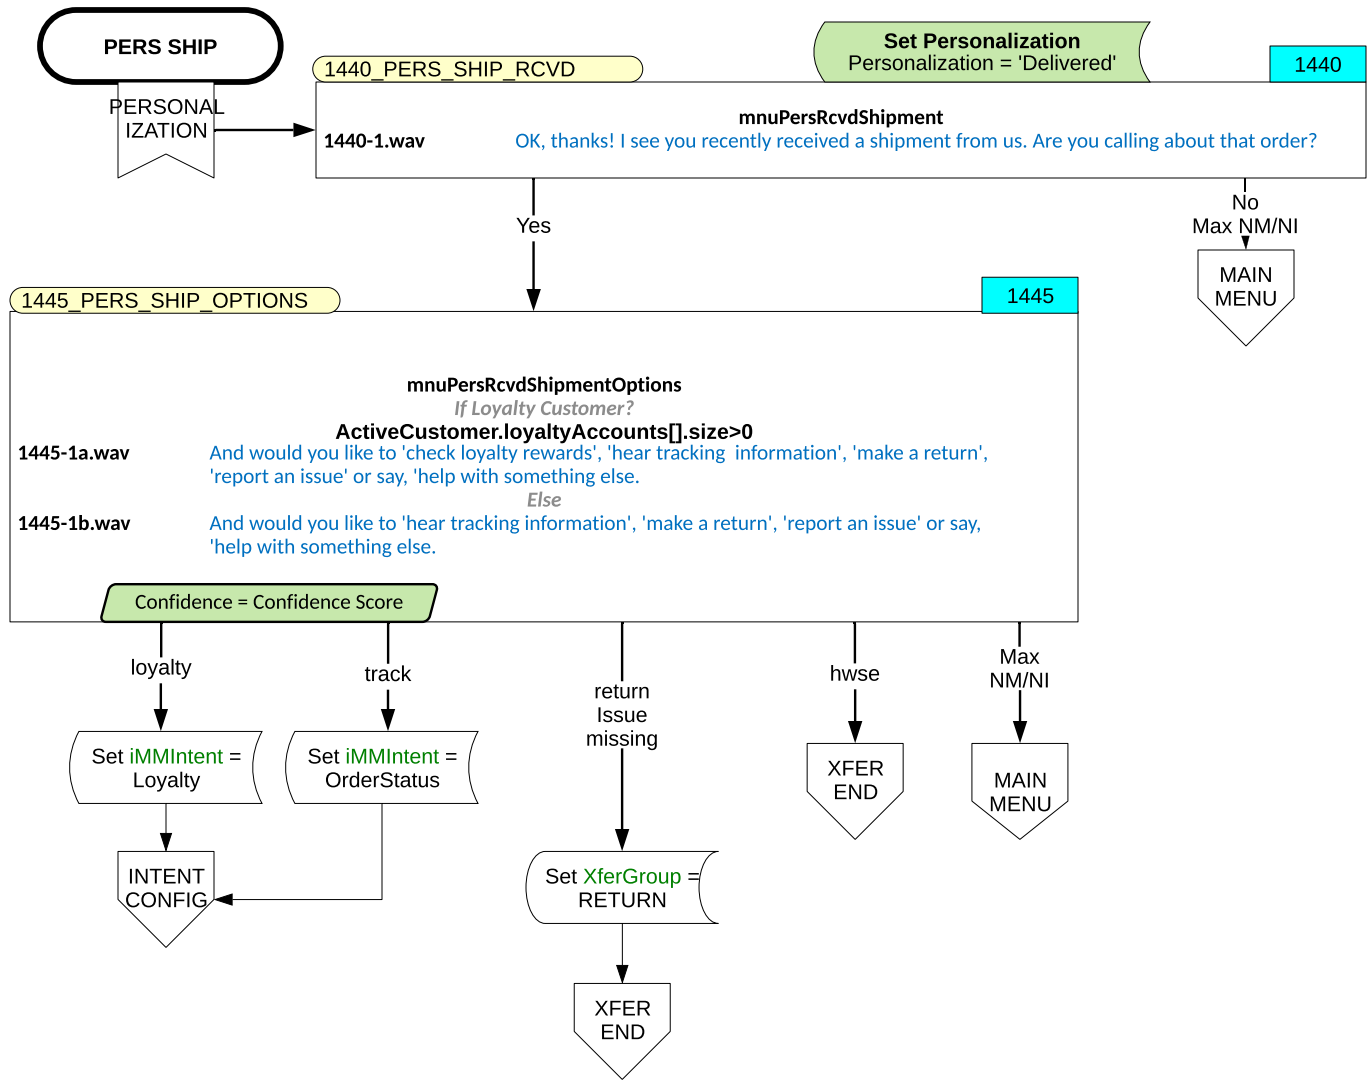 PERS SHIP
PERSONAL
IZATION
1440_PERS_SHIP_RCVD
Set Personalization
Personalization = 'Delivered'
1440
mnuPersRcvdShipment
1440-1.wav OK, thanks! I see you recently received a shipment from us. Are you calling about that order?
Yes
No
Max NM/NI
MAIN
MENU
1445_PERS_SHIP_OPTIONS
1445
mnuPersRcvdShipmentOptions
If Loyalty Customer?
ActiveCustomer.loyaltyAccounts[].size>0
1445-1a.wav And would you like to 'check loyalty rewards', 'hear tracking  information', 'make a return',
'report an issue' or say, 'help with something else.
Else
1445-1b.wav And would you like to 'hear tracking information', 'make a return', 'report an issue' or say,
'help with something else.
Confidence = Confidence Score
loyalty
track
return
Issue
missing
hwse
Max
NM/NI
Set iMMIntent =
Loyalty
Set iMMIntent =
OrderStatus
XFER
END
MAIN
MENU
INTENT
CONFIG
Set XferGroup =
RETURN
XFER
END